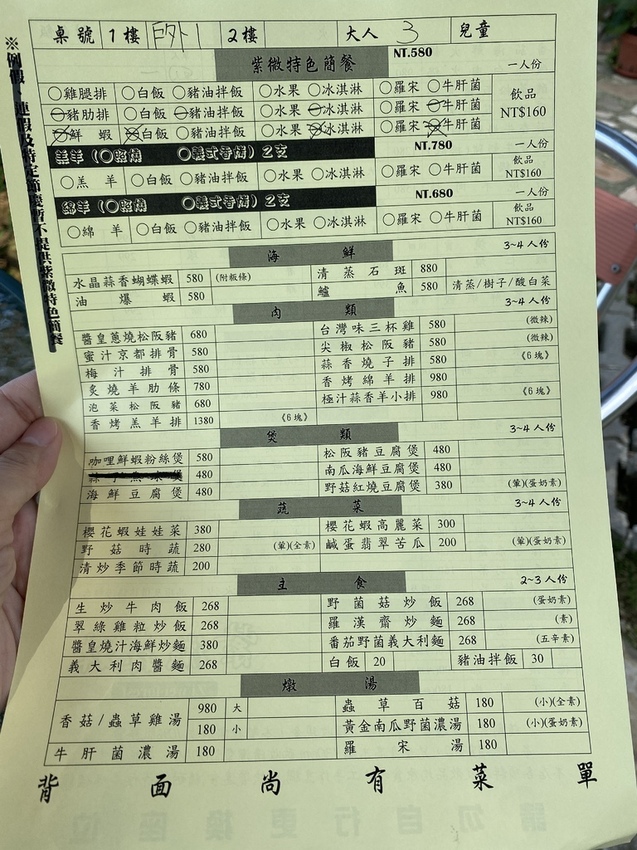 桌號 1樓 戶外1 2樓 大人 3 兒童
紫微特色簡餐 NT.580 一人份
○雞腿排 ○白飯 ○豬油拌飯 ○水果 ○冰淇淋 ○羅宋 ○牛肝菌 飲品 NT$160
○豬肋排 ○白飯 ○豬油拌飯 ○水果 ○冰淇淋 ○羅宋 ○牛肝菌
○鮮蝦 ○白飯 ○豬油拌飯 ○水果 ○冰淇淋 ○羅宋 ○牛肝菌
羔羊 (○照燒 ○義式香烤) 2支 NT.780 一人份
○羔羊 ○白飯 ○豬油拌飯 ○水果 ○冰淇淋 ○羅宋 ○牛肝菌 飲品 NT$160
綿羊 (○照燒 ○義式香烤) 2支 NT.680 一人份
○綿羊 ○白飯 ○豬油拌飯 ○水果 ○冰淇淋 ○羅宋 ○牛肝菌 飲品 NT$160
海鮮 3~4人份
水晶蒜香蝴蝶蝦 580 (附粄條) 清蒸石斑 880
油爆蝦 580 鱸魚 580 清蒸/樹子/酸白菜
肉類 3~4人份
醬皇蔥燒松阪豬 680 台灣味三杯雞 580 (微辣)
蜜汁京都排骨 580 尖椒松阪豬 580 (微辣)
梅汁排骨 580 蒜香燒子排 580 《6塊》
炙燒羊肋條 780 香烤綿羊排 980
泡菜松阪豬 680 極汁蒜香羊小排 980 《6塊》
香烤羔羊排 1380 《6塊》
煲類 3~4人份
咖哩鮮蝦粉絲煲 580 松阪豬豆腐煲 480
480 南瓜海鮮豆腐煲 480
海鮮豆腐煲 480 野菇紅燒豆腐煲 380 (葷)(蛋奶素)
蔬菜 3~4人份
櫻花蝦娃娃菜 380 櫻花蝦高麗菜 300
野菇時蔬 280 (葷)(全素) 鹹蛋翡翠苦瓜 200 (葷)(蛋奶素)
清炒季節時蔬 200
主食 2~3人份
生炒牛肉飯 268 野菌菇炒飯 268 (蛋奶素)
翠綠雞粒炒飯 268 羅漢齋炒麵 268 (素)
醬皇燒汁海鮮炒麵 380 番茄野菌義大利麵 268 (五辛素)
義大利肉醬麵 268 白飯 20 豬油拌飯 30
燉湯
香菇/蟲草雞湯 980 大 蟲草百菇 180 (小)(全素)
180 小 黃金南瓜野菌濃湯 180 (小)(蛋奶素)
牛肝菌濃湯 180 羅宋湯 180
背面尚有菜單
請勿自行更換座位